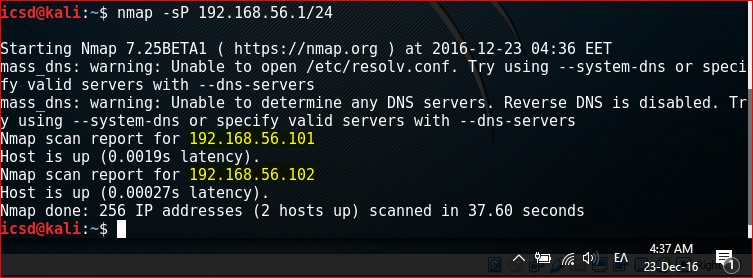 icsd@kali:~$ nmap -sP 192.168.56.1/24
Starting Nmap 7.25BETA1 ( https://nmap.org ) at 2016-12-23 04:36 EET
mass_dns: warning: Unable to open /etc/resolv.conf. Try using --system-dns or speci
fy valid servers with --dns-servers
mass_dns: warning: Unable to determine any DNS servers. Reverse DNS is disabled. Tr
y using --system-dns or specify valid servers with --dns-servers
Nmap scan report for 192.168.56.101
Host is up (0.0019s latency).
Nmap scan report for 192.168.56.102
Host is up (0.00027s latency).
Nmap done: 256 IP addresses (2 hosts up) scanned in 37.60 seconds
icsd@kali:~$
ΕΛ
4:37 AM
23-Dec-16
1